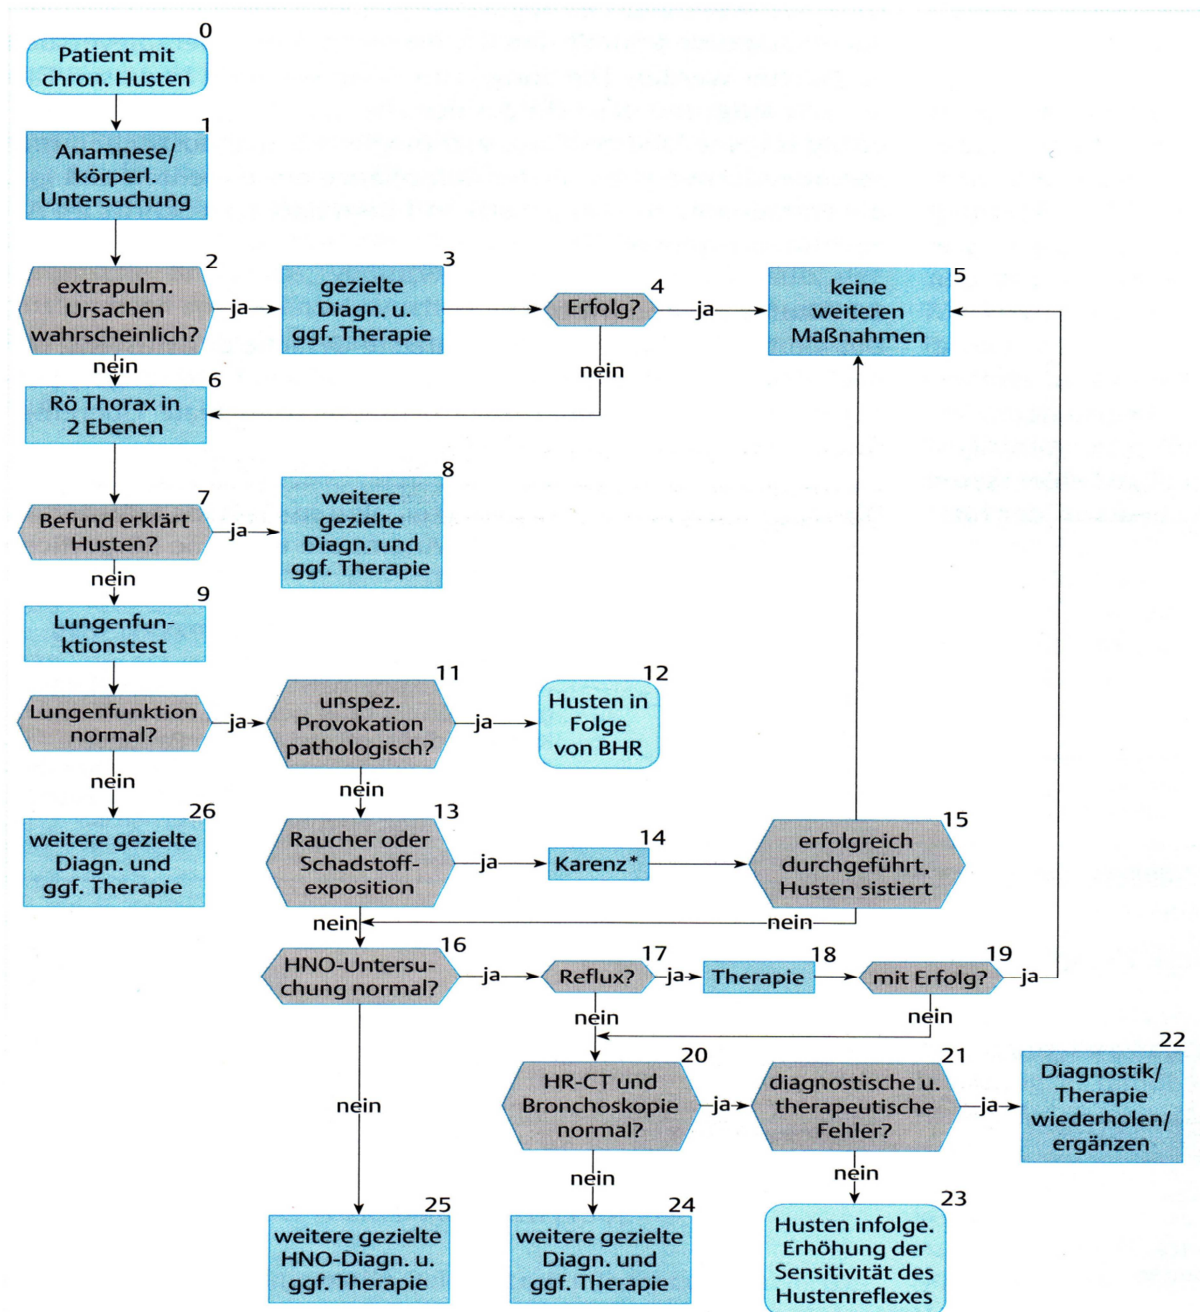 0
Patient mit
chron. Husten
1
Anamnese/
körperl.
Untersuchung
2
extrapulm.
Ursachen
wahrscheinlich?
ja
3
gezielte
Diagn. u.
ggf. Therapie
4
Erfolg?
ja
5
keine
weiteren
Maßnahmen
nein
nein
6
Rö Thorax in
2 Ebenen
7
Befund erklärt
Husten?
ja
8
weitere
gezielte
Diagn. und
ggf. Therapie
nein
9
Lungenfun-
ktionstest
Lungenfunktion
normal?
ja
11
unspez.
Provokation
pathologisch?
ja
12
Husten in
Folge
von BHR
nein
26
weitere gezielte
Diagn. und
ggf. Therapie
nein
13
Raucher oder
Schadstoff-
exposition
ja
14
Karenz*
15
erfolgreich
durchgeführt,
Husten sistiert
nein
nein
16
HNO-Untersu-
chung normal?
ja
17
Reflux?
ja
18
Therapie
19
mit Erfolg?
ja
nein
nein
nein
20
HR-CT und
Bronchoskopie
normal?
ja
21
diagnostische u.
therapeutische
Fehler?
ja
22
Diagnostik/
Therapie
wiederholen/
ergänzen
nein
nein
25
weitere gezielte
HNO-Diagn. u.
ggf. Therapie
24
weitere gezielte
Diagn. und
ggf. Therapie
23
Husten infolge.
Erhöhung der
Sensitivität des
Hustenreflexes